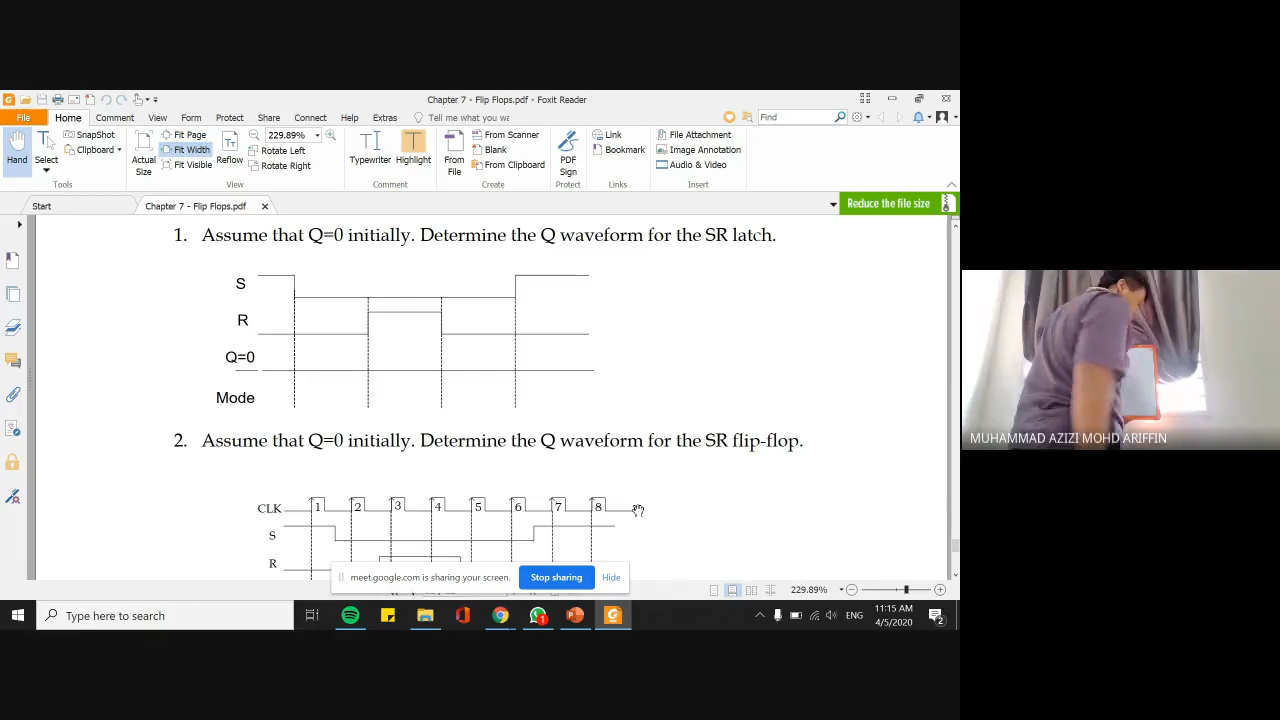 Chapter 7 - Flip Flops.pdf - Foxit Reader
File Home Comment View Form Protect Share Connect Help Extras Tell me what you wa Find
Hand
Select
SnapShot
Clipboard
Tools
Actual Size
Fit Page
Fit Width
Fit Visible
Reflow
229.89%
Rotate Left
Rotate Right
View
Typewriter
Highlight
Comment
From File
From Scanner
Blank
From Clipboard
Create
PDF Sign
Protect
Link
Bookmark
Links
File Attachment
Image Annotation
Audio & Video
Insert
Start Chapter 7 - Flip Flops.pdf Reduce the file size
1. Assume that Q=0 initially. Determine the Q waveform for the SR latch.
S
R
Q=0
Mode
2. Assume that Q=0 initially. Determine the Q waveform for the SR flip-flop.
CLK 1 2 3 4 5 6 7 8
S
R
meet.google.com is sharing your screen. Stop sharing Hide
229.89%
Type here to search
1
ENG
11:15 AM
4/5/2020
2
MUHAMMAD AZIZI MOHD ARIFFIN